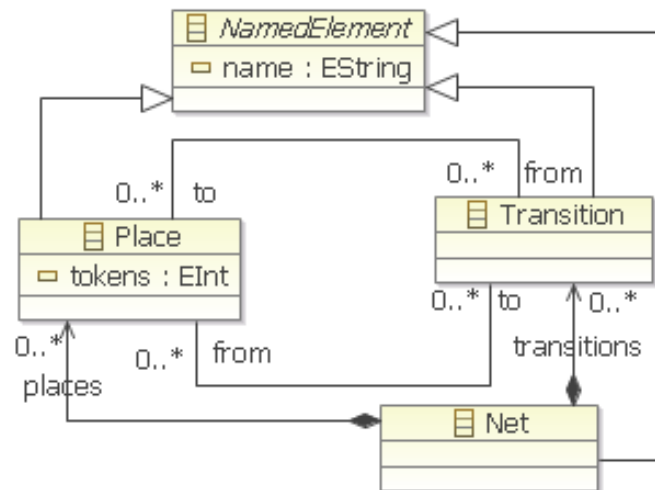 NamedElement
name : EString
0..* to
0..* from
Place
Transition
tokens : EInt
0..* to
0..*
0..*
0..* from
transitions
places
Net